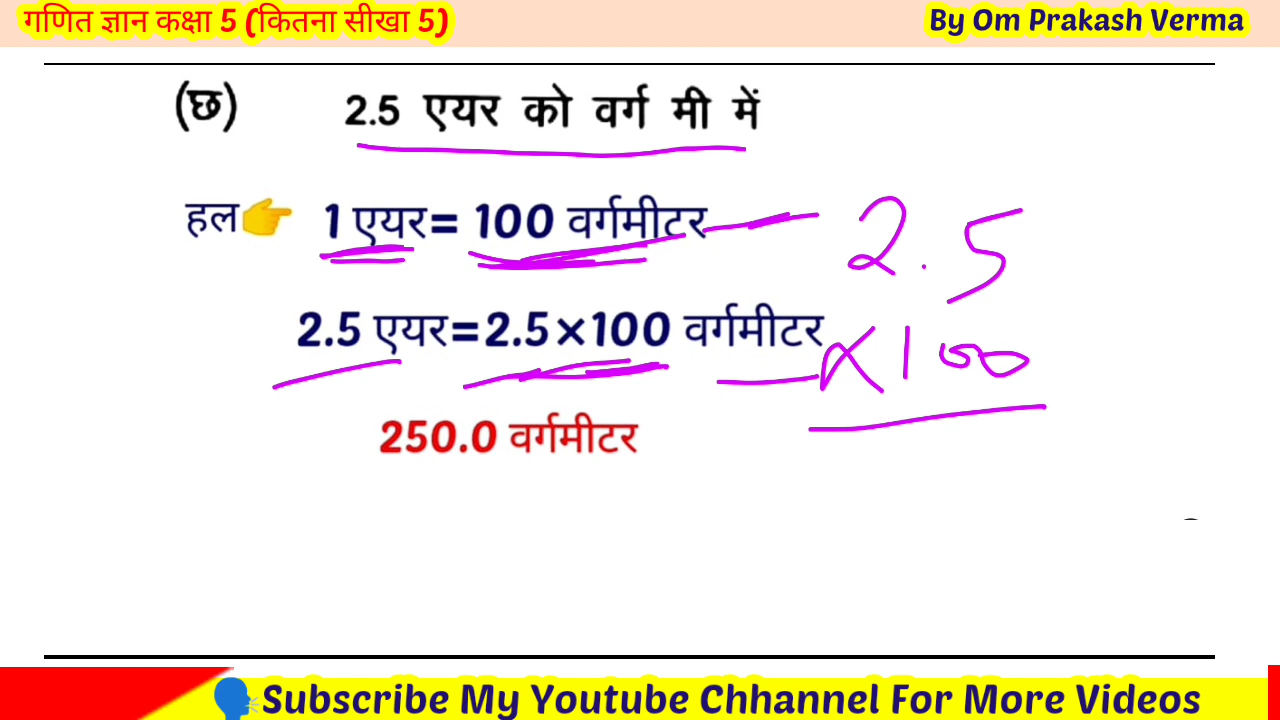 गणित ज्ञान कक्षा 5 (कितना सीखा 5)
By Om Prakash Verma
(छ) 2.5 एयर को वर्ग मी में
हल👉 1 एयर= 100 वर्गमीटर
2.5
2.5 एयर=2.5×100 वर्गमीटर
×100
250.0 वर्गमीटर
Subscribe My Youtube Chhannel For More Videos